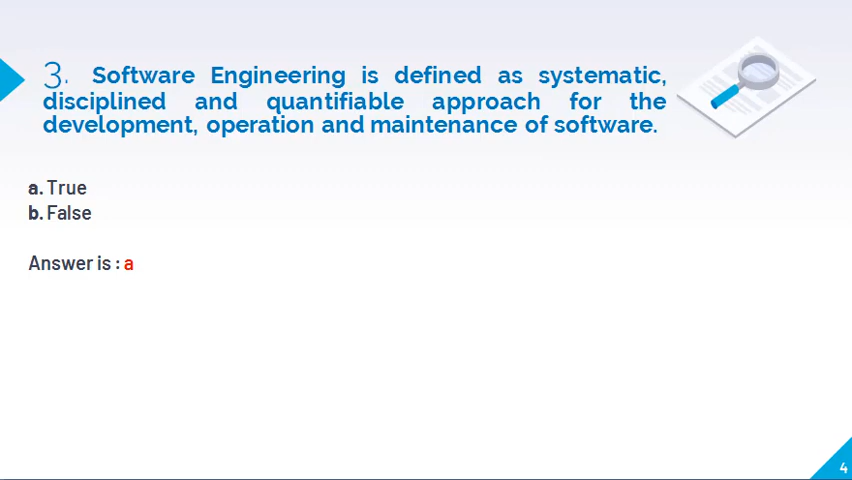 3. Software Engineering is defined as systematic,
disciplined and quantifiable approach for the
development, operation and maintenance of software.
a. True
b. False
Answer is : a
4